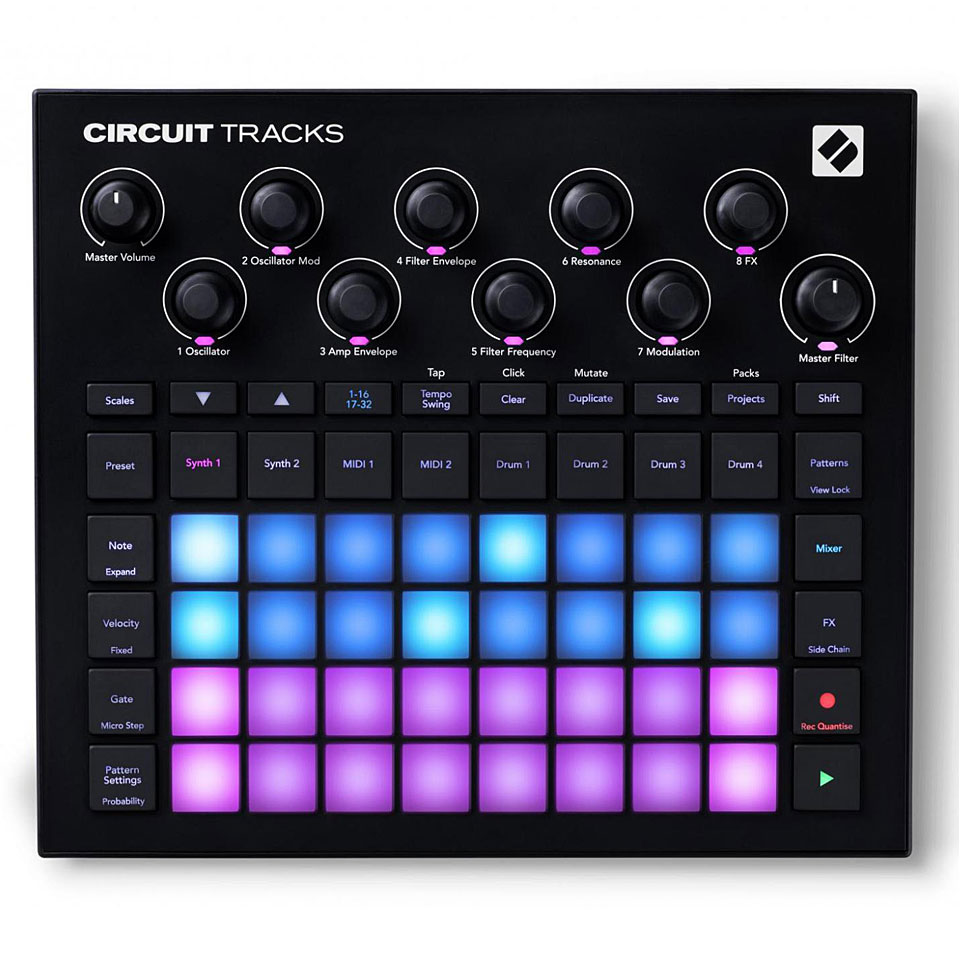 CIRCUIT TRACKS
Master Volume
2 Oscillator Mod
4 Filter Envelope
6 Resonance
8 FX
1 Oscillator
3 Amp Envelope
5 Filter Frequency
7 Modulation
Master Filter
Tap
Click
Mutate
Packs
Scales
1-16
17-32
Tempo
Swing
Clear
Duplicate
Save
Projects
Shift
Preset
Synth 1
Synth 2
MIDI 1
MIDI 2
Drum 1
Drum 2
Drum 3
Drum 4
Patterns
View Lock
Note
Expand
Mixer
Velocity
Fixed
FX
Side Chain
Gate
Micro Step
Rec Quantise
Pattern
Settings
Probability